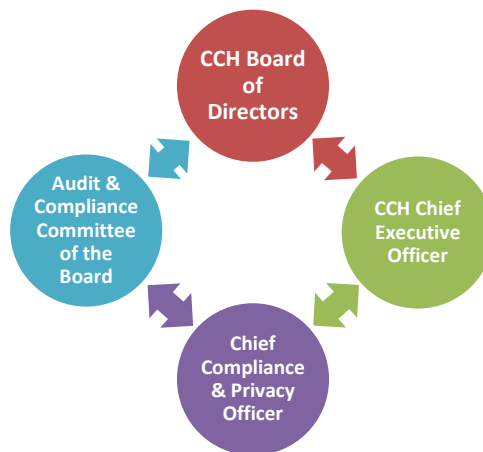 CCH Board
of
Directors
Audit &
Compliance
Committee
of the
Board
CCH Chief
Executive
Officer
Chief
Compliance
& Privacy
Officer